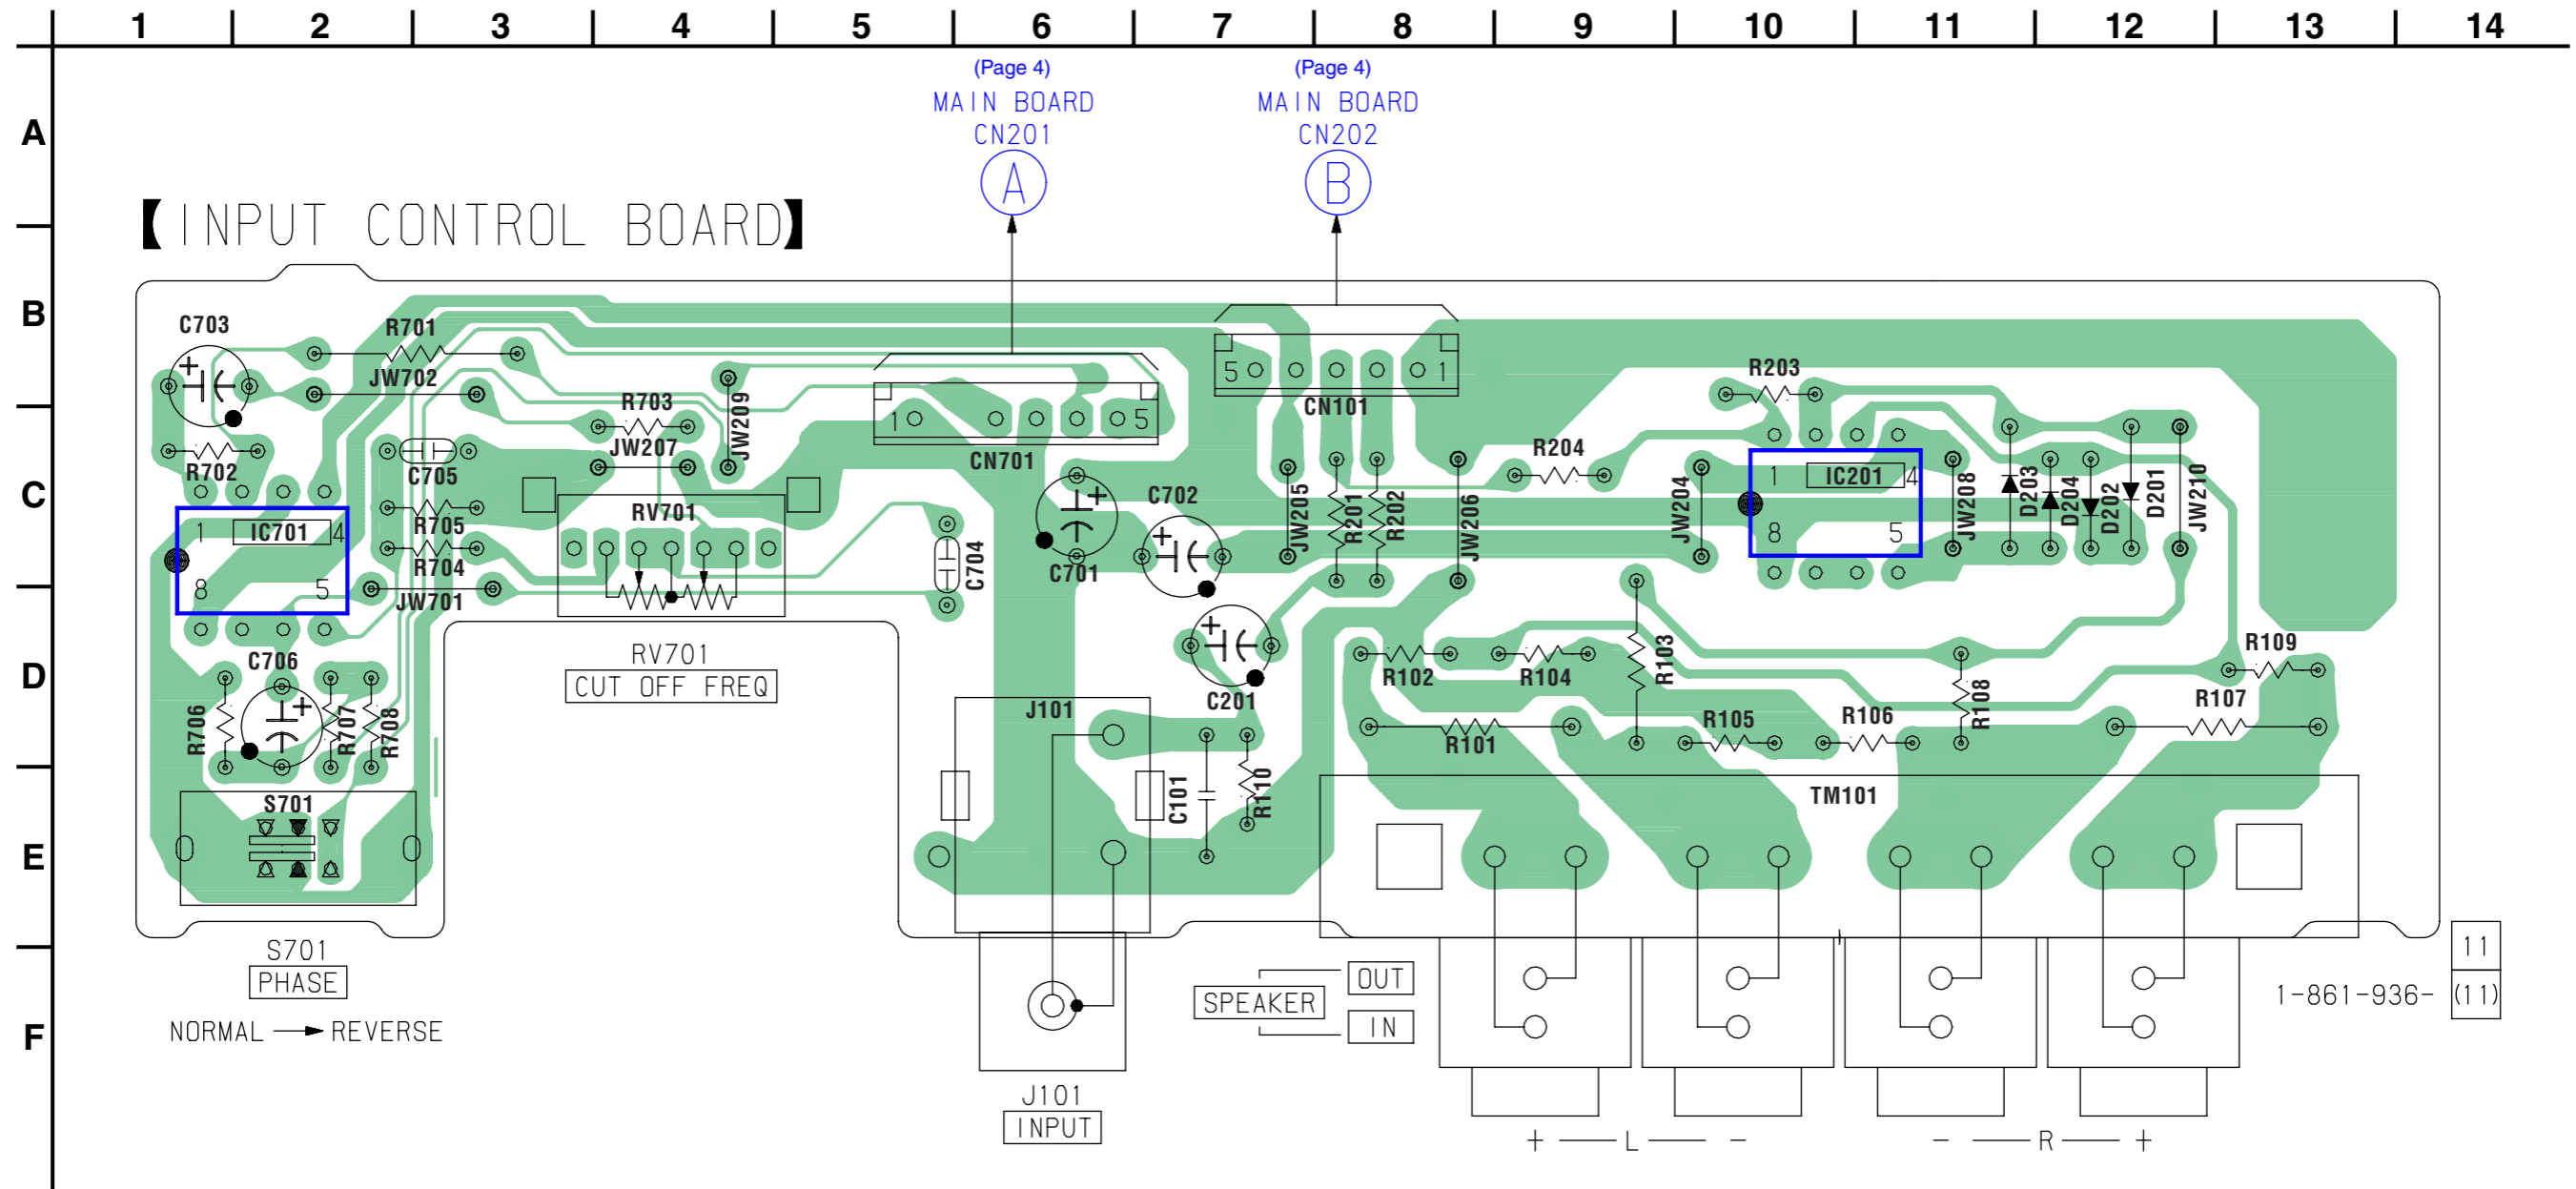 1 2 3 4 5 6 7 8 9 10 11 12 13 14
A
B
C
D
E
F
(Page 4)
MAIN BOARD
CN201
A
(Page 4)
MAIN BOARD
CN202
B
【INPUT CONTROL BOARD】
C703
R701
JW702
R703
JW207
JW209
R702
C705
R705
R704
JW701
1 IC701 4
8 5
RV701
1 5
CN701
5 1
CN101
C701
C702
C704
JW205
R201
R202
JW206
R203
R204
JW204
1 IC201 4
8 5
JW208
D203
D204
D202
D201
JW210
C706
R706
R707
R708
RV701
CUT OFF FREQ
J101
C201
C101
R110
R102
R104
R103
R101
R105
R106
R108
R107
R109
S701
TM101
S701
PHASE
NORMAL REVERSE
J101
INPUT
SPEAKER
OUT
IN
+ L -
- R +
11
1-861-936- (11)